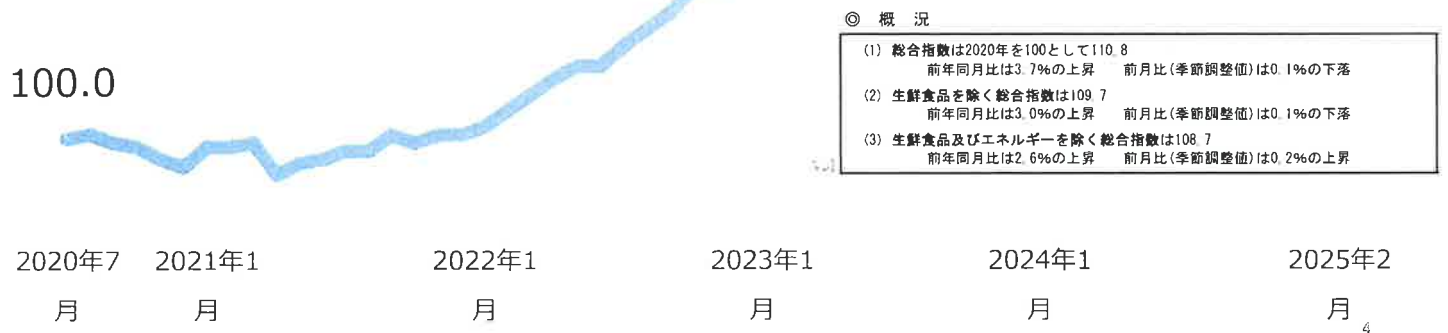 ◎ 概 況
(1) 総合指数は2020年を100として110.8
前年同月比は3.7%の上昇 前月比(季節調整値)は0.1%の下落
(2) 生鮮食品を除く総合指数は109.7
前年同月比は3.0%の上昇 前月比(季節調整値)は0.1%の下落
(3) 生鮮食品及びエネルギーを除く総合指数は108.7
前年同月比は2.6%の上昇 前月比(季節調整値)は0.2%の上昇
100.0
2020年7月
2021年1月
2022年1月
2023年1月
2024年1月
2025年2月
4